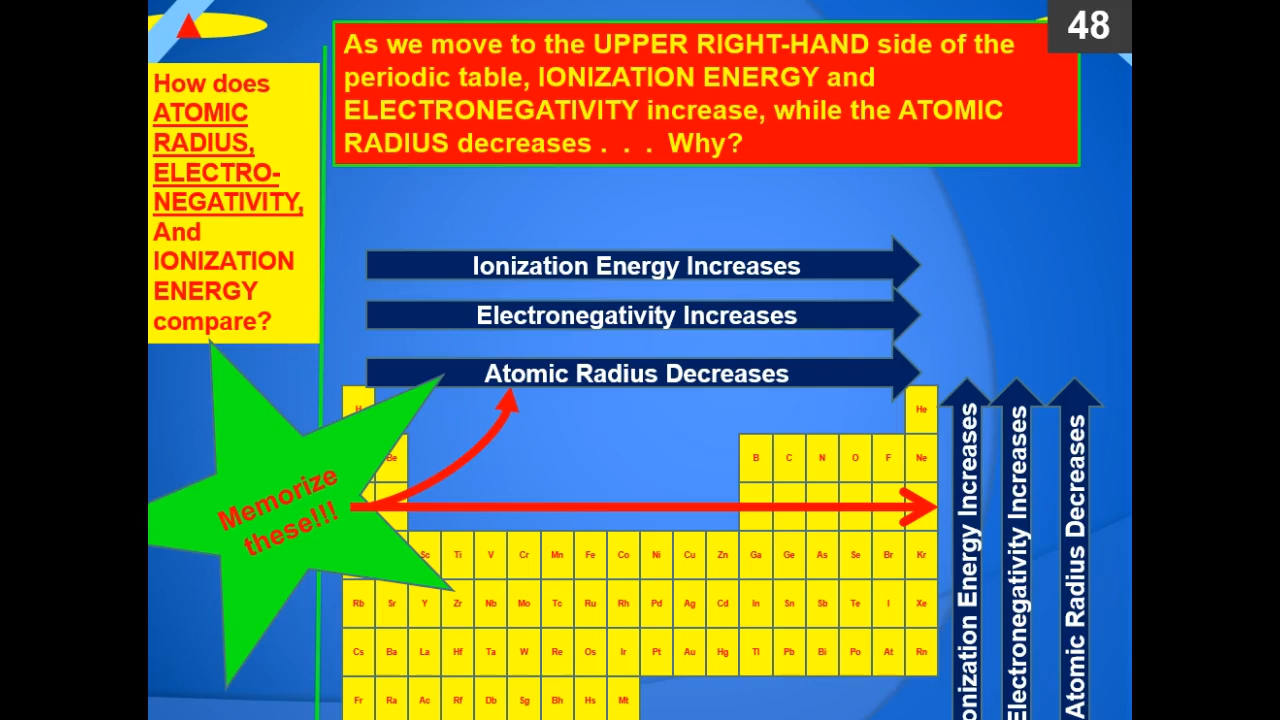 48
As we move to the UPPER RIGHT-HAND side of the
periodic table, IONIZATION ENERGY and
ELECTRONEGATIVITY increase, while the ATOMIC
RADIUS decreases . . . Why?
How does
ATOMIC
RADIUS,
ELECTRO-
NEGATIVITY,
And
IONIZATION
ENERGY
compare?
Ionization Energy Increases
Electronegativity Increases
Atomic Radius Decreases
Memorize
these!!!
H He
Be B C N O F Ne
Sc Ti V Cr Mn Fe Co Ni Cu Zn Ga Ge As Se Br Kr
Rb Sr Y Zr Nb Mo Tc Ru Rh Pd Ag Cd In Sn Sb Te I Xe
Cs Ba La Hf Ta W Re Os Ir Pt Au Hg Tl Pb Bi Po At Rn
Fr Ra Ac Rf Db Sg Bh Hs Mt
onization Energy Increases
Electronegativity Increases
Atomic Radius Decreases